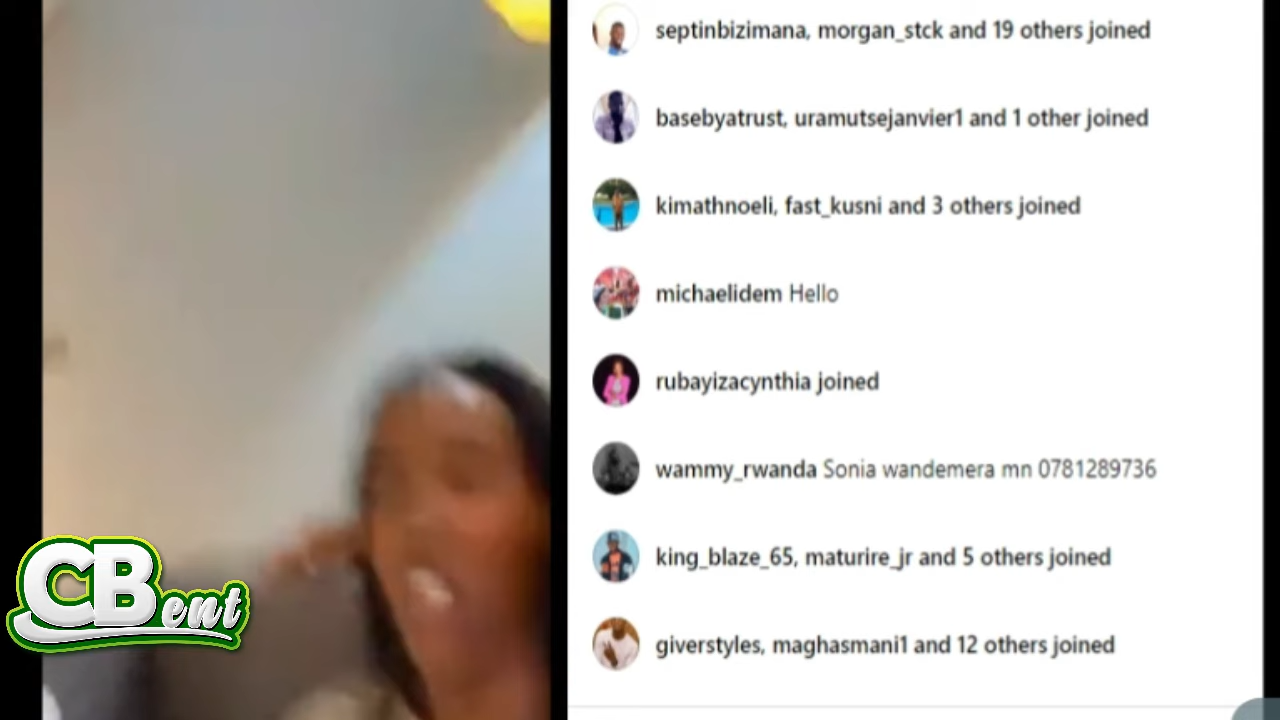 septinbizimana, morgan_stck and 19 others joined
basebyatrust, uramutsejanvier1 and 1 other joined
kimathnoeli, fast_kusni and 3 others joined
michaelidem Hello
rubayizacynthia joined
wammy_rwanda Sonia wandemera mn 0781289736
king_blaze_65, maturire_jr and 5 others joined
CB ent
giverstyles, maghasmani1 and 12 others joined